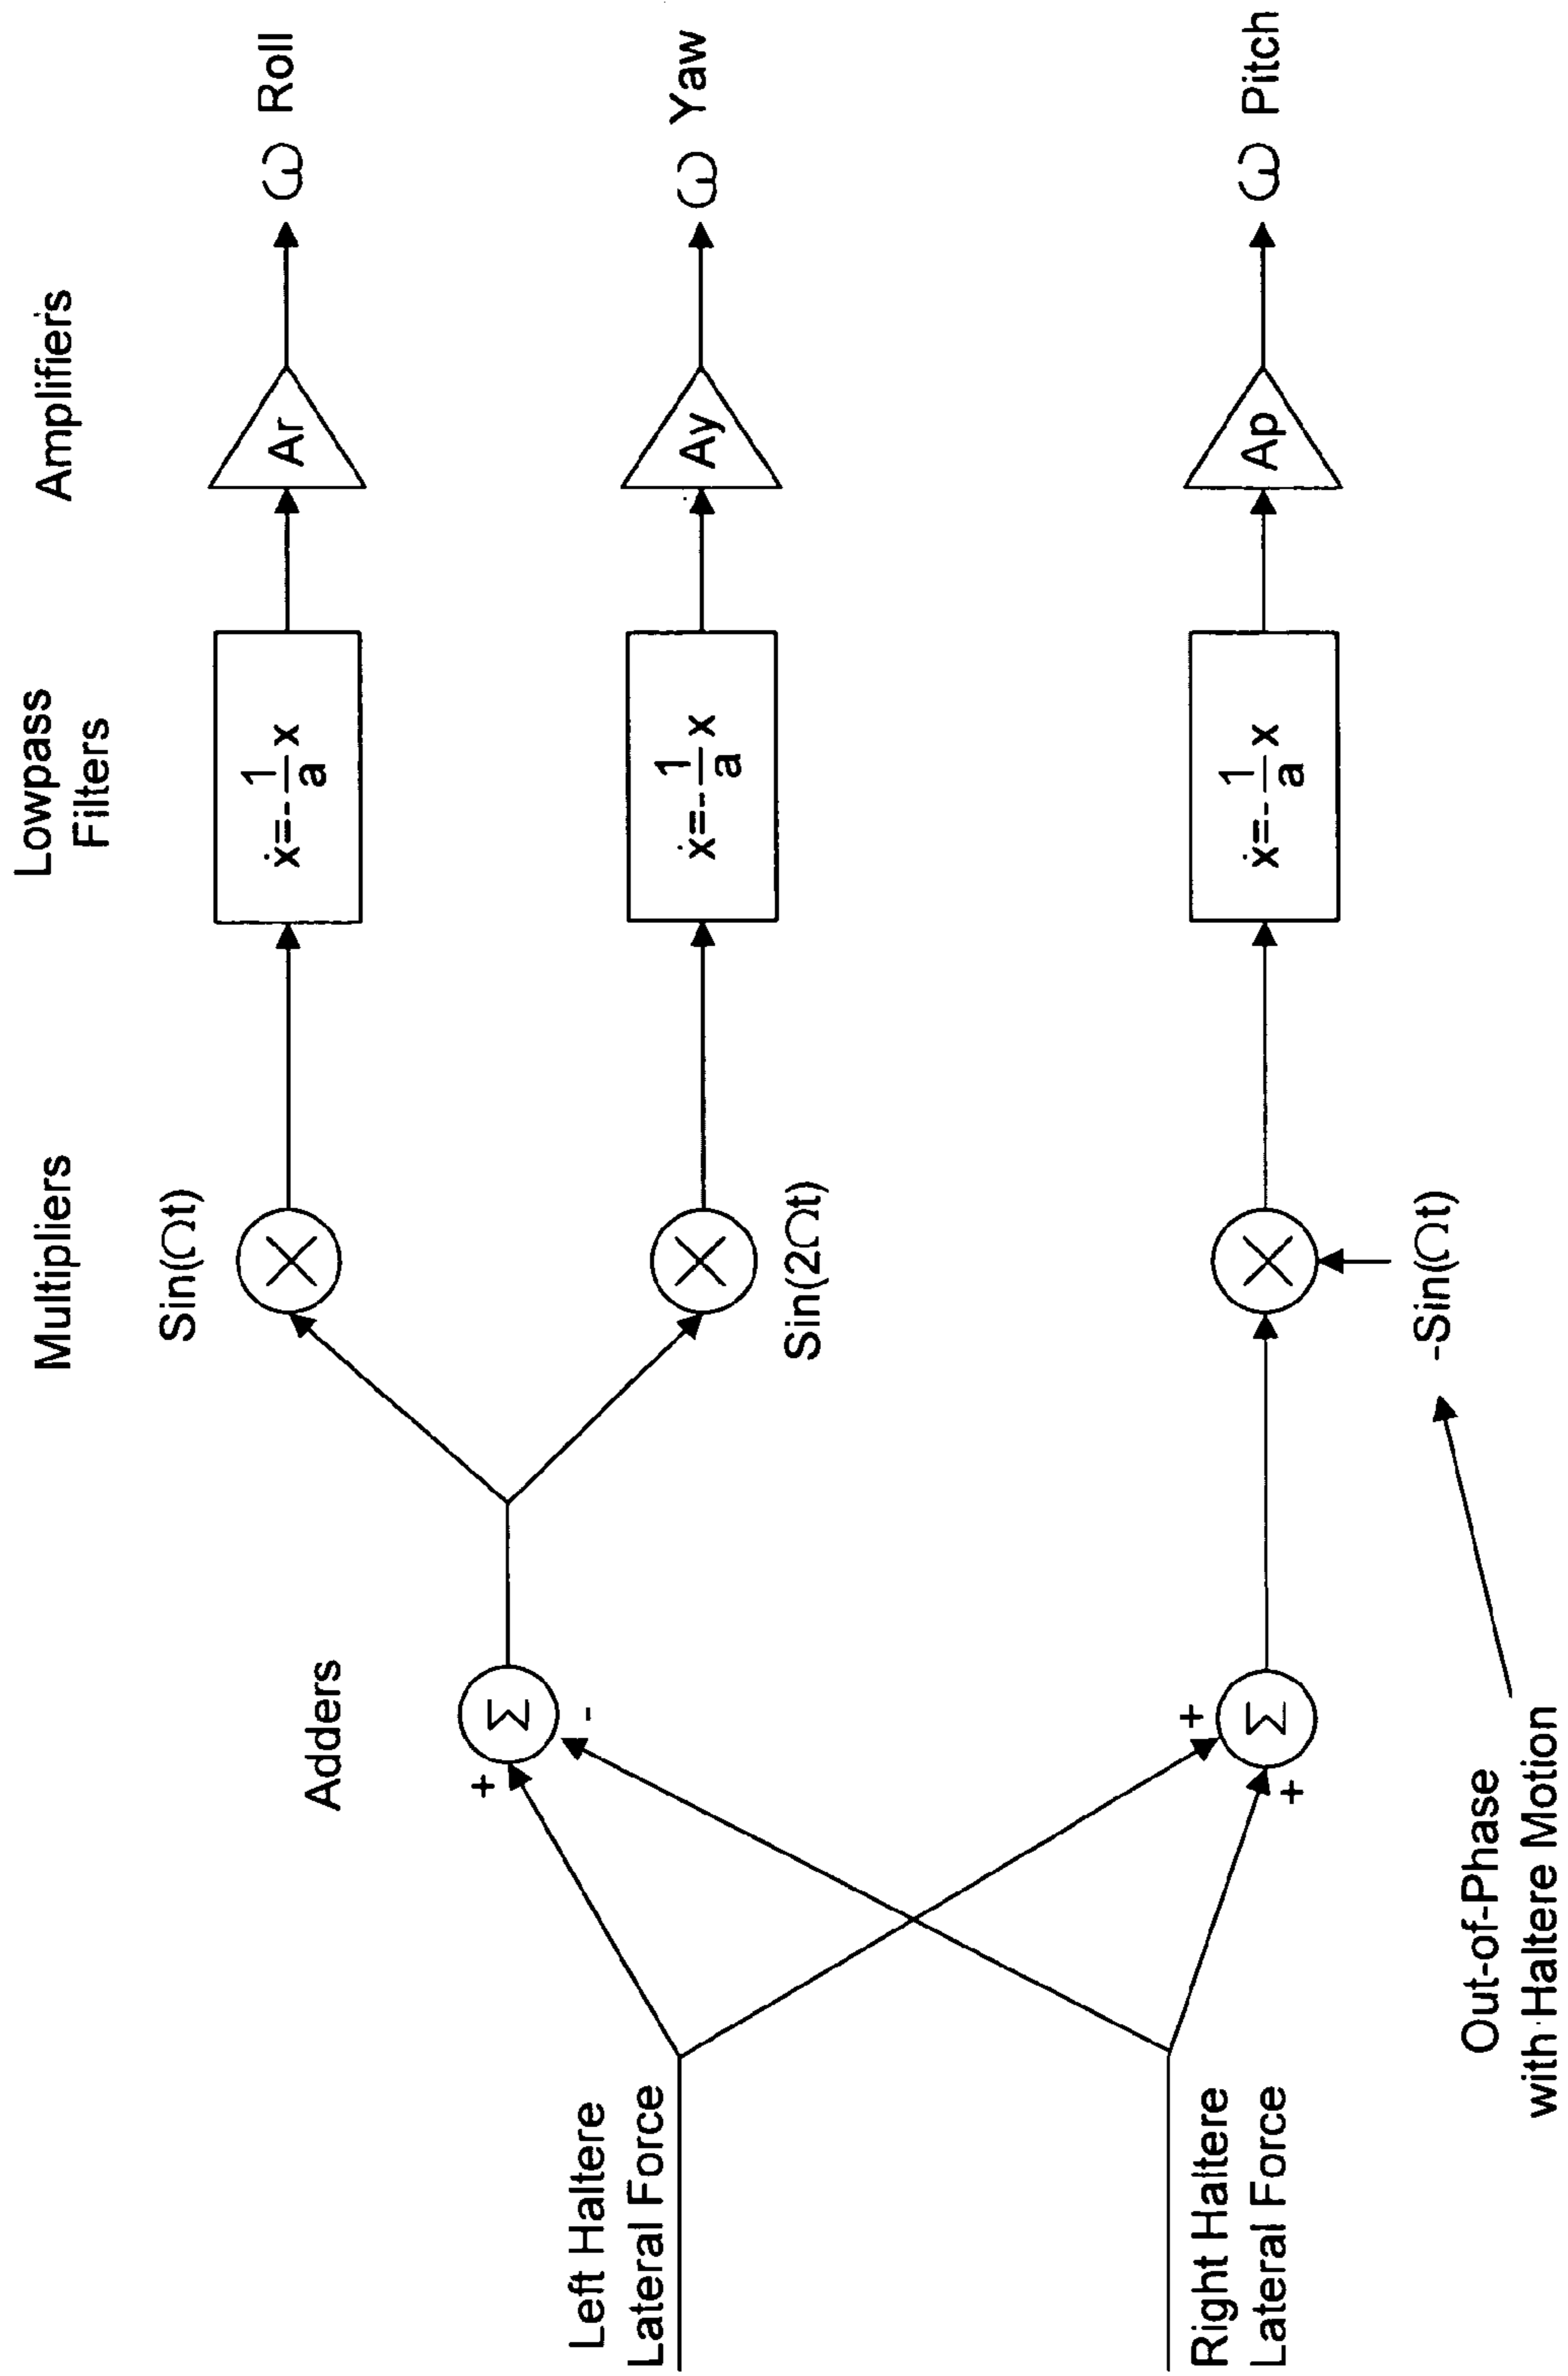 Adders
Multipliers
Lowpass
Filters
Amplifiers
Left Haltere
Lateral Force
Right Haltere
Lateral Force
+
Σ
-
+
Σ
+
Sin(Ωt)
Sin(2Ωt)
-Sin(Ωt)
Out-of-Phase
with Haltere Motion
ẋ=-1/a x
Ar
ω Roll
ẋ=-1/a x
Ay
ω Yaw
ẋ=-1/a x
Ap
ω Pitch